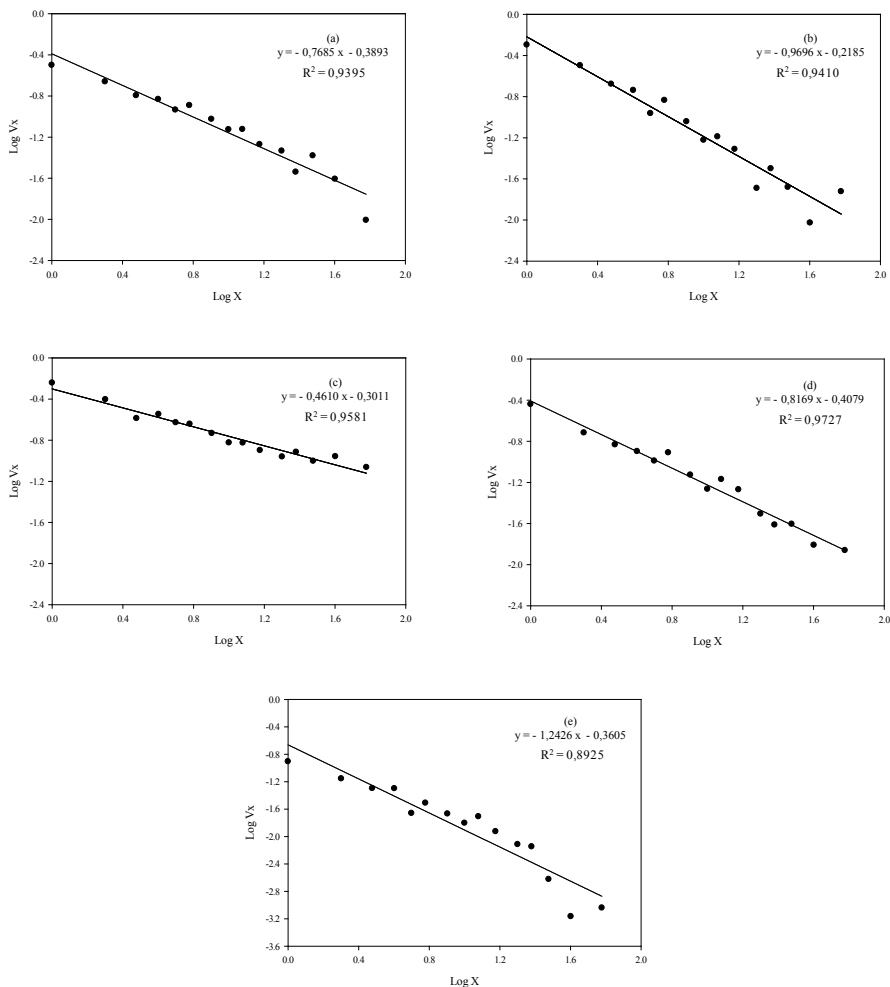 0.0
(a)
y = - 0,7685 x - 0.3893
R² = 0,9395
-0.4
-0.8
Log Vx
-1.2
-1.6
-2.0
-2.4
0.0 0.4 0.8 1.2 1.6 2.0
Log X
0.0
(b)
y = - 0,9696 x - 0.2185
R² = 0,9410
-0.4
-0.8
Log Vx
-1.2
-1.6
-2.0
-2.4
0.0 0.4 0.8 1.2 1.6 2.0
Log X
0.0
(c)
y = - 0.4610 x - 0.3011
R² = 0,9581
-0.4
-0.8
Log Vx
-1.2
-1.6
-2.0
-2.4
0.0 0.4 0.8 1.2 1.6 2.0
Log X
0.0
(d)
y = - 0,8169 x - 0.4079
R² = 0,9727
-0.4
-0.8
Log Vx
-1.2
-1.6
-2.0
-2.4
0.0 0.4 0.8 1.2 1.6 2.0
Log X
0.0
(e)
y = - 1,2426 x - 0,3605
R² = 0,8925
-0.4
-0.8
-1.2
-1.6
Log Vx
-2.0
-2.4
-2.8
-3.2
-3.6
0.0 0.4 0.8 1.2 1.6 2.0
Log X